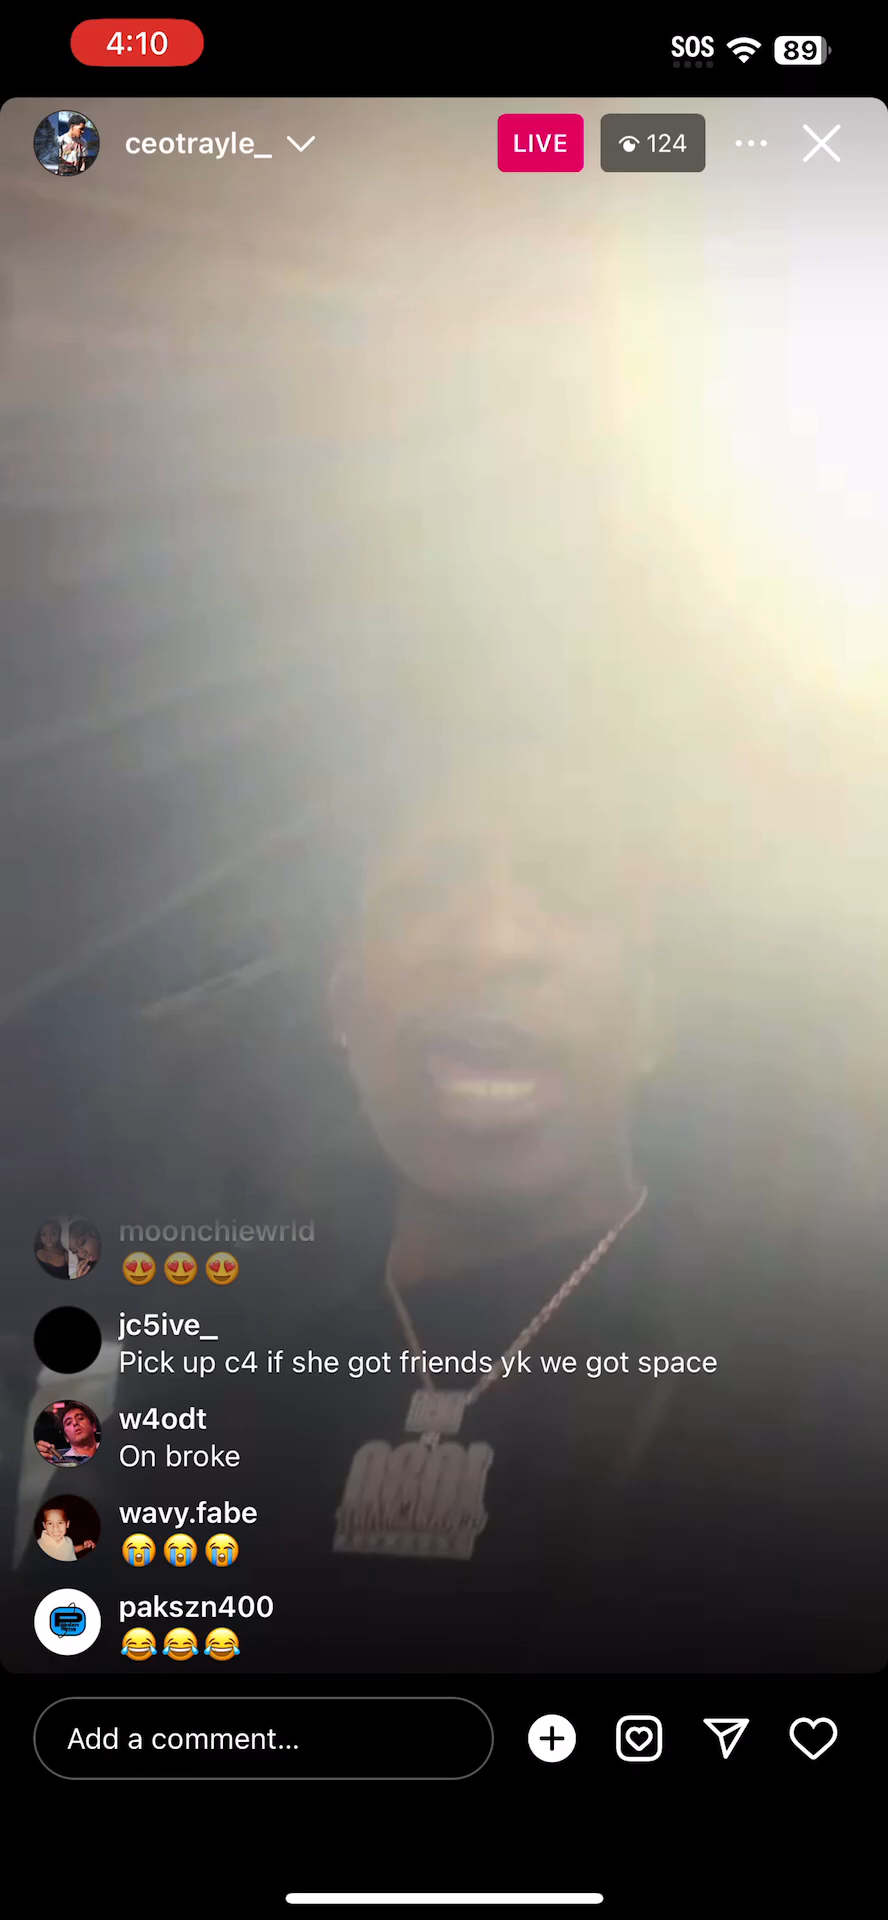 4:10
SOS
89
ceotrayle_
LIVE
124
moonchiewrld
😍😍😍
jc5ive_
Pick up c4 if she got friends yk we got space
w4odt
On broke
wavy.fabe
😭😭😭
pakszn400
😂😂😂
Add a comment...